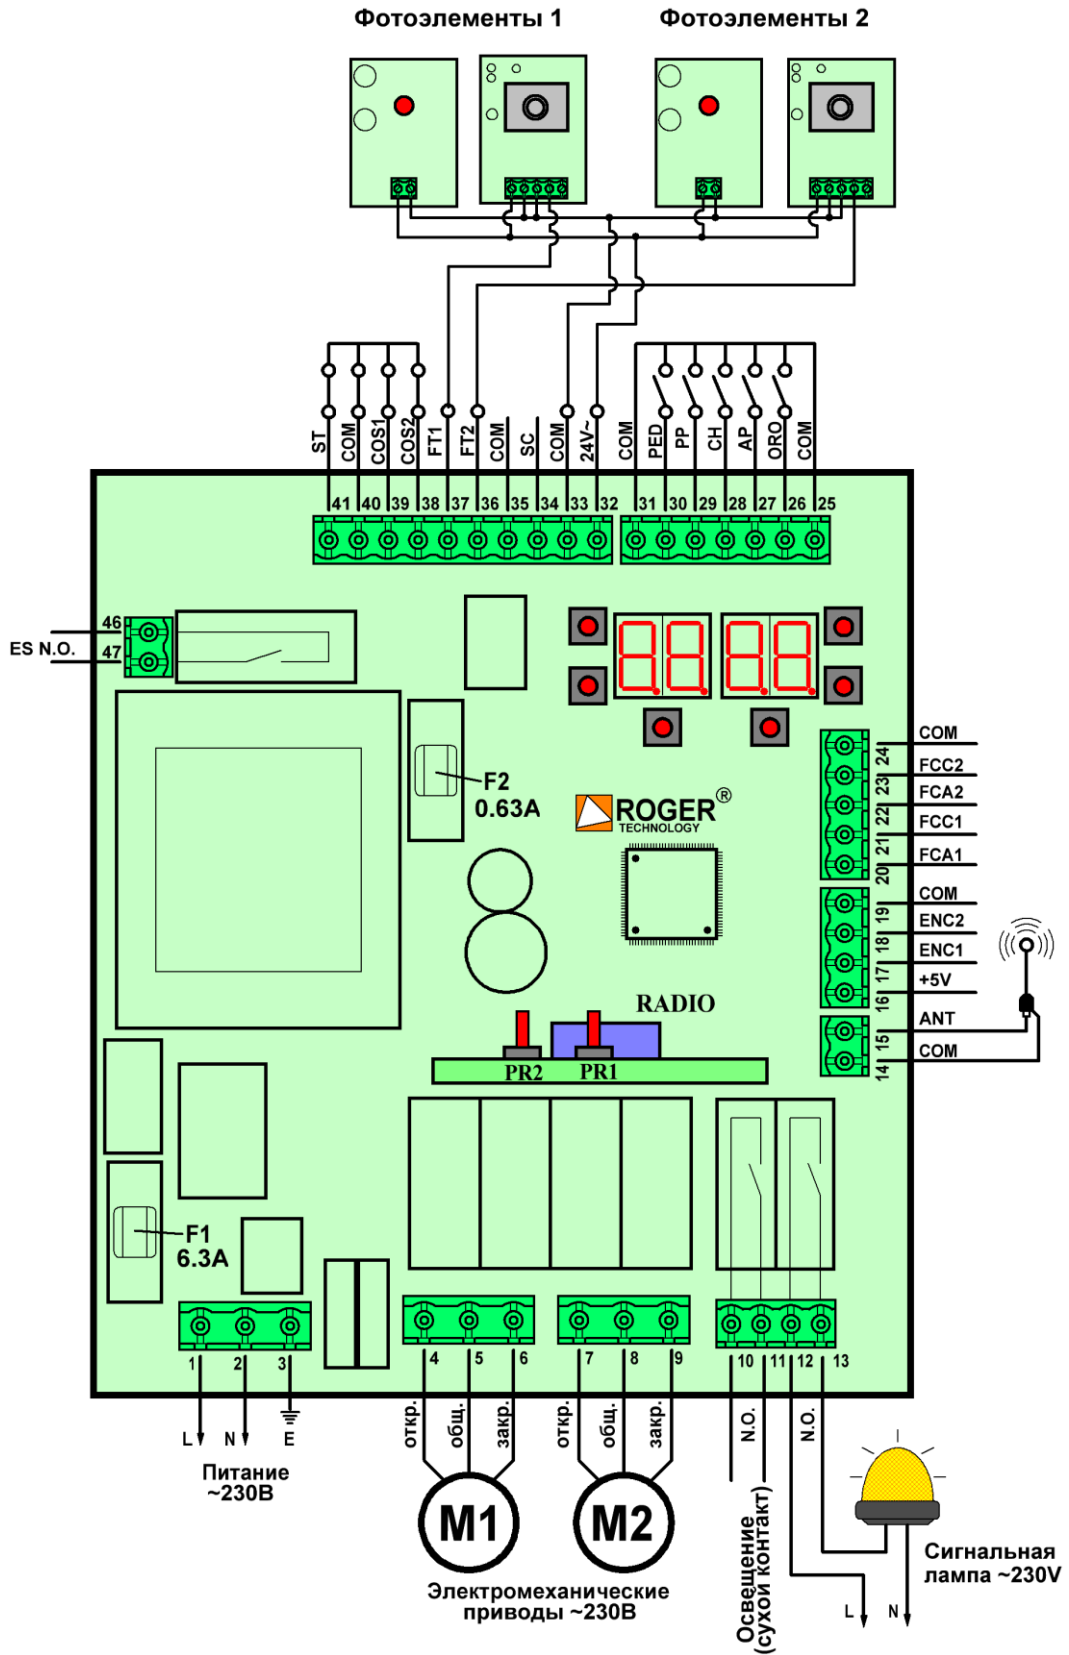 Фотоэлементы 1
Фотоэлементы 2
ST
COM
COS1
COS2
FT1
FT2
COM
SC
COM
24V~
COM
PED
PP
CH
AP
ORO
COM
41 40 39 38 37 36 35 34 33 32
31 30 29 28 27 26 25
46
ES N.O.
47
F2
0.63A
ROGER®
TECHNOLOGY
24 COM
23 FCC2
22 FCA2
21 FCC1
20 FCA1
19 COM
18 ENC2
17 ENC1
16 +5V
15 ANT
14 COM
RADIO
PR2
PR1
F1
6.3A
1 2 3
4 5 6
7 8 9
10 11 12 13
L
N
E
Питание
~230В
откр.
общ.
закр.
откр.
общ.
закр.
N.O.
N.O.
M1
M2
Электромеханические
приводы ~230В
Освещение
(сухой контакт)
L
N
Сигнальная
лампа ~230V